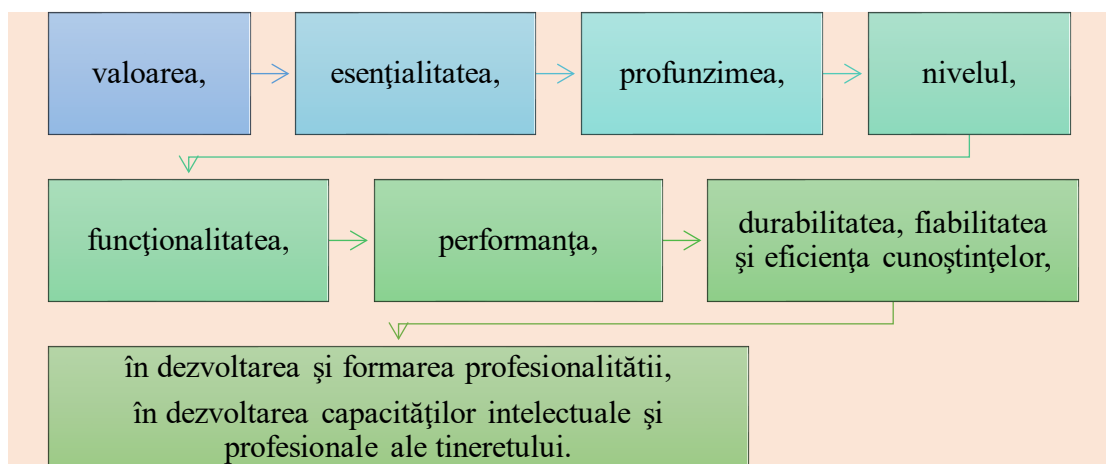 valoarea,
esenţialitatea,
profunzimea,
nivelul,
funcţionalitatea,
performanţa,
durabilitatea, fiabilitatea
şi eficienţa cunoştinţelor,
în dezvoltarea şi formarea profesionalitătii,
în dezvoltarea capacităţilor intelectuale şi
profesionale ale tineretului.